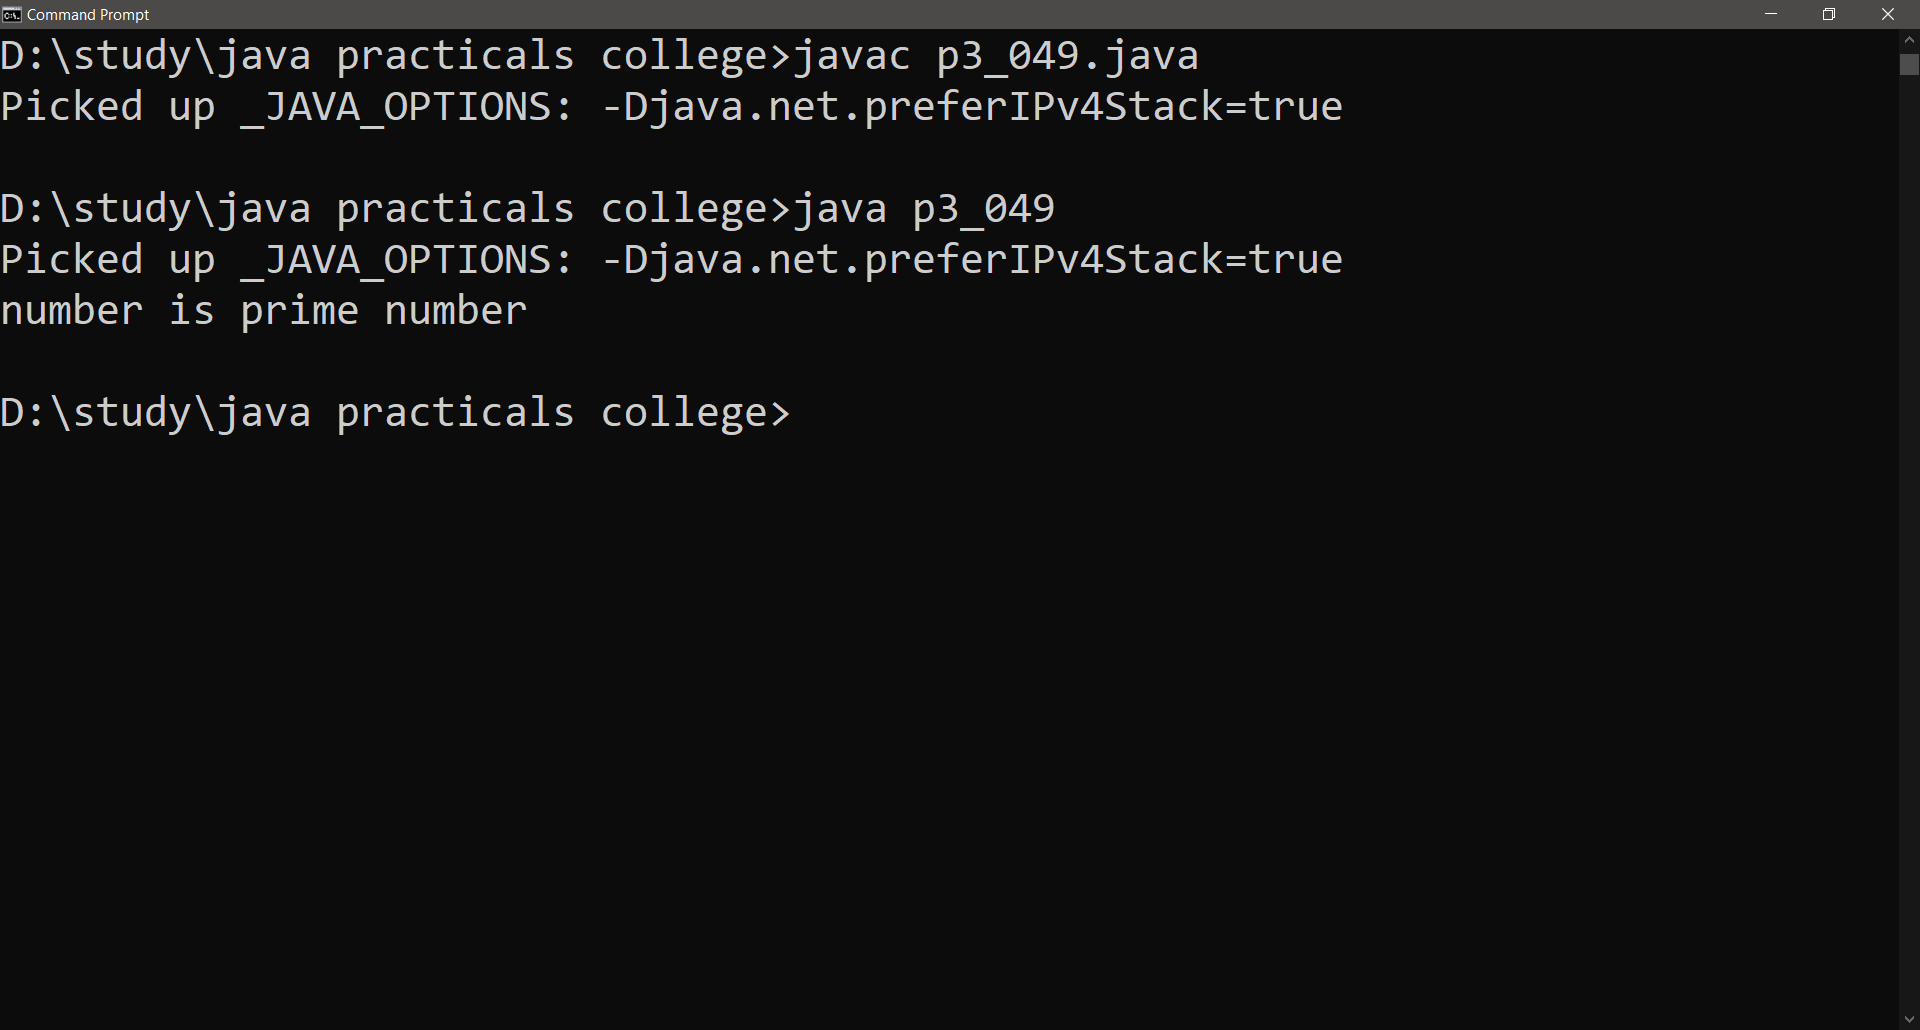 Command Prompt
D:\study\java practicals college>javac p3_049.java
Picked up _JAVA_OPTIONS: -Djava.net.preferIPv4Stack=true
D:\study\java practicals college>java p3_049
Picked up _JAVA_OPTIONS: -Djava.net.preferIPv4Stack=true
number is prime number
D:\study\java practicals college>